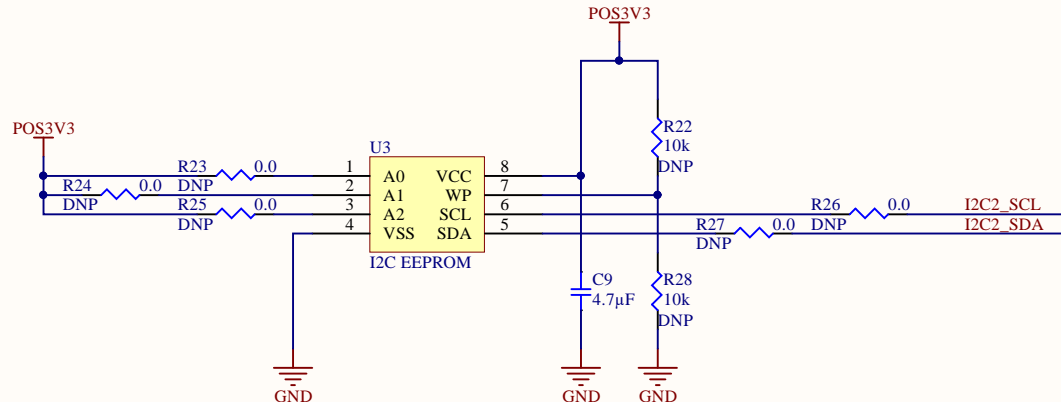 POS3V3
POS3V3
U3
R22
10k
DNP
R23 0.0
DNP
R24 0.0
DNP
R25 0.0
DNP
1 A0 VCC 8
2 A1 WP 7
3 A2 SCL 6
4 VSS SDA 5
I2C EEPROM
R26 0.0
DNP
I2C2_SCL
R27 0.0
DNP
I2C2_SDA
C9
4.7µF
R28
10k
DNP
GND
GND
GND